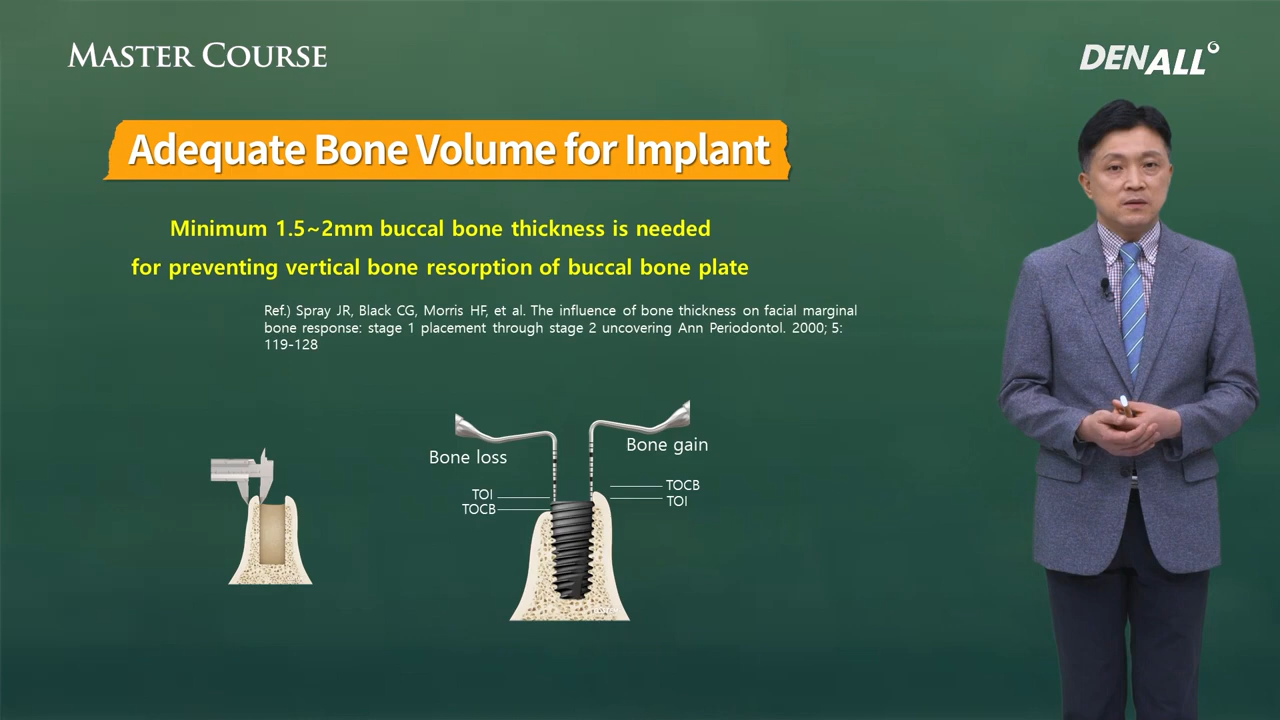 MASTER COURSE
DENALL
Adequate Bone Volume for Implant
Minimum 1.5~2mm buccal bone thickness is needed
for preventing vertical bone resorption of buccal bone plate
Ref.) Spray JR, Black CG, Morris HF, et al. The influence of bone thickness on facial marginal
bone response: stage 1 placement through stage 2 uncovering Ann Periodontol. 2000; 5:
119-128
Bone loss
Bone gain
TOI
TOCB
TOCB
TOI